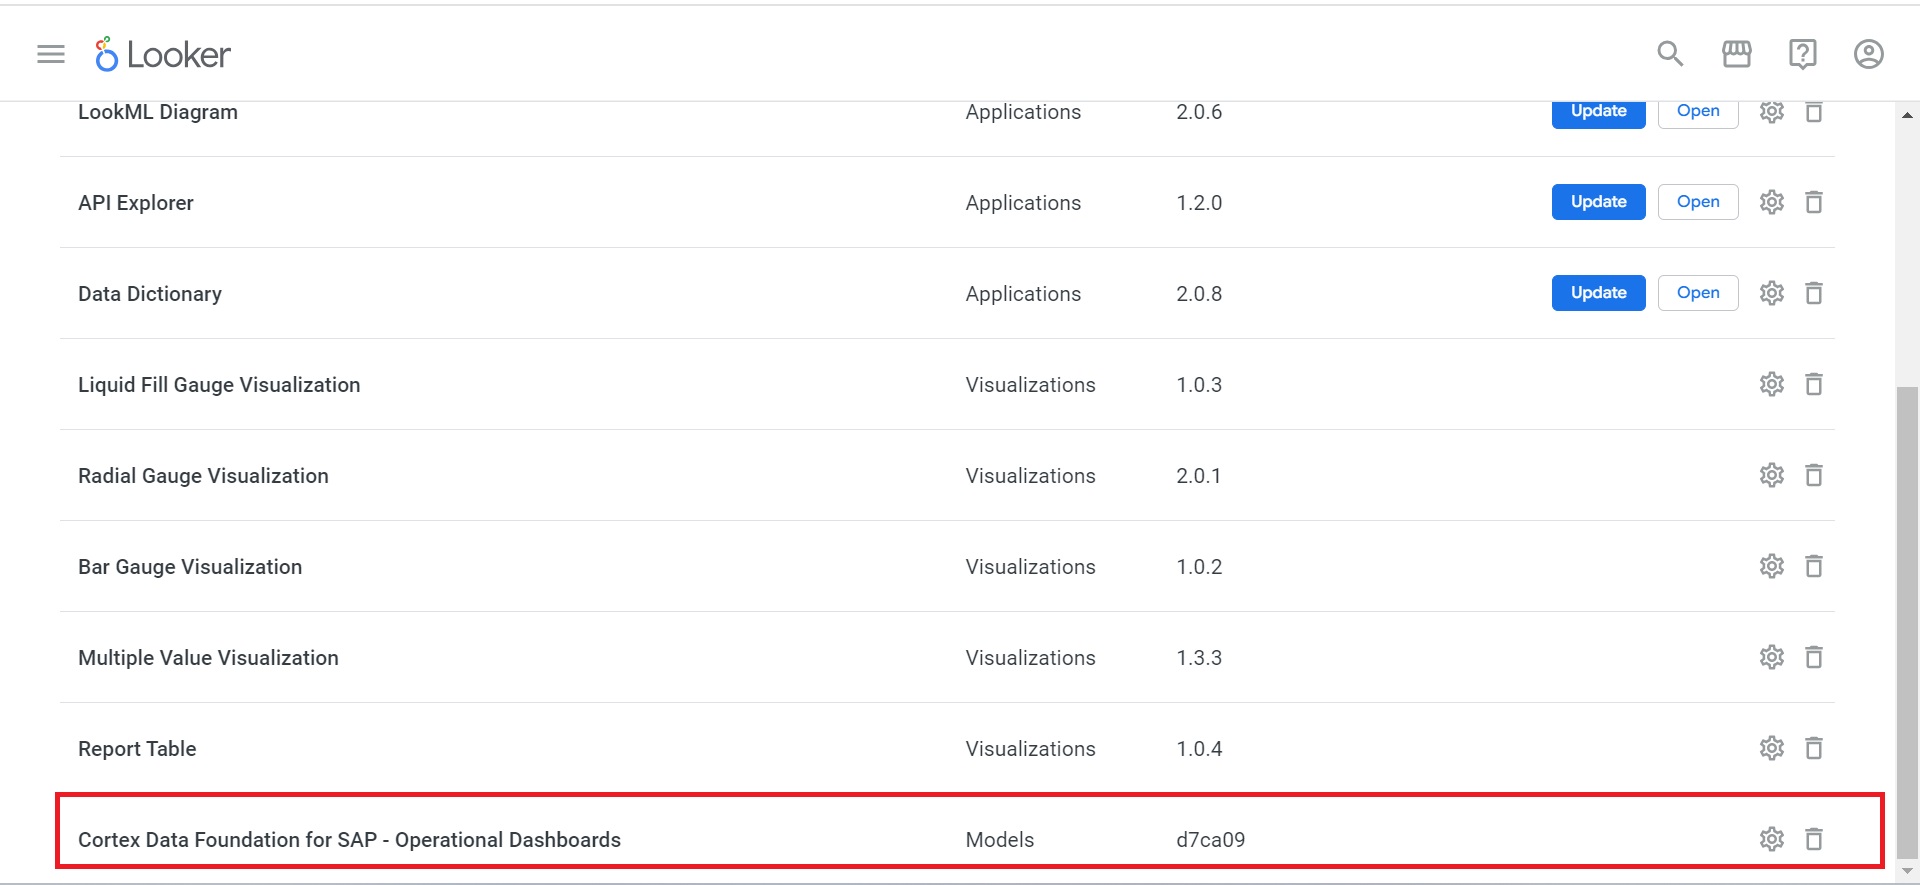 Looker
LookML Diagram Applications 2.0.6 Update Open
API Explorer Applications 1.2.0 Update Open
Data Dictionary Applications 2.0.8 Update Open
Liquid Fill Gauge Visualization Visualizations 1.0.3
Radial Gauge Visualization Visualizations 2.0.1
Bar Gauge Visualization Visualizations 1.0.2
Multiple Value Visualization Visualizations 1.3.3
Report Table Visualizations 1.0.4
Cortex Data Foundation for SAP - Operational Dashboards Models d7ca09